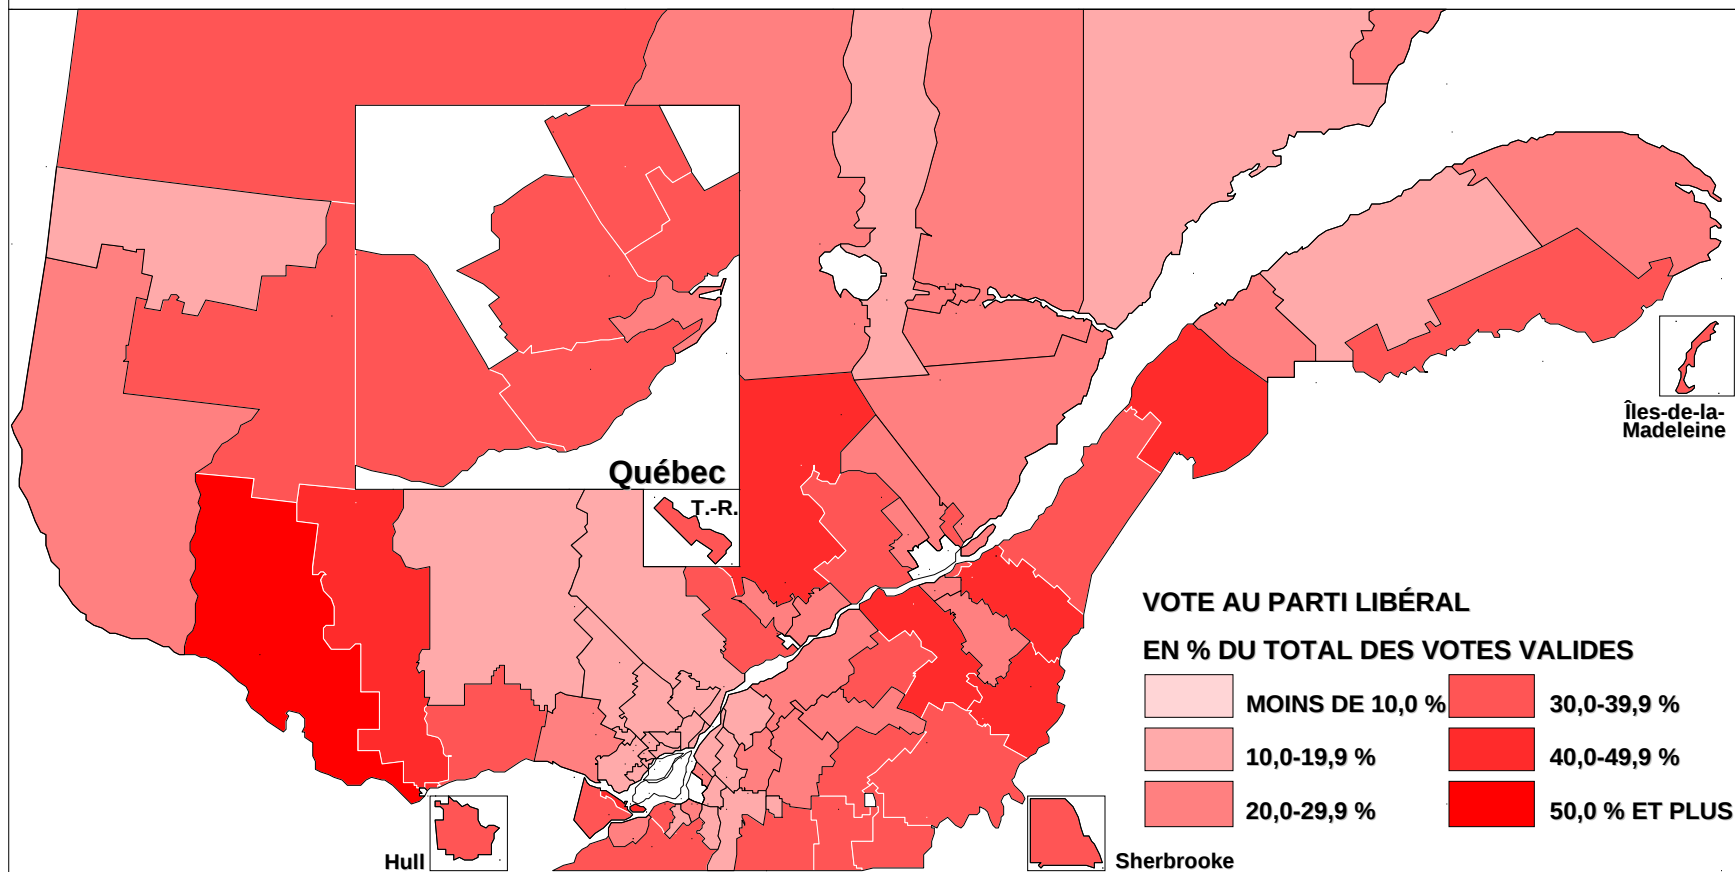 Îles-de-la-
Madeleine
Québec
T.-R.
VOTE AU PARTI LIBÉRAL
EN % DU TOTAL DES VOTES VALIDES
MOINS DE 10,0 %
30,0-39,9 %
10,0-19,9 %
40,0-49,9 %
20,0-29,9 %
50,0 % ET PLUS
Hull
Sherbrooke